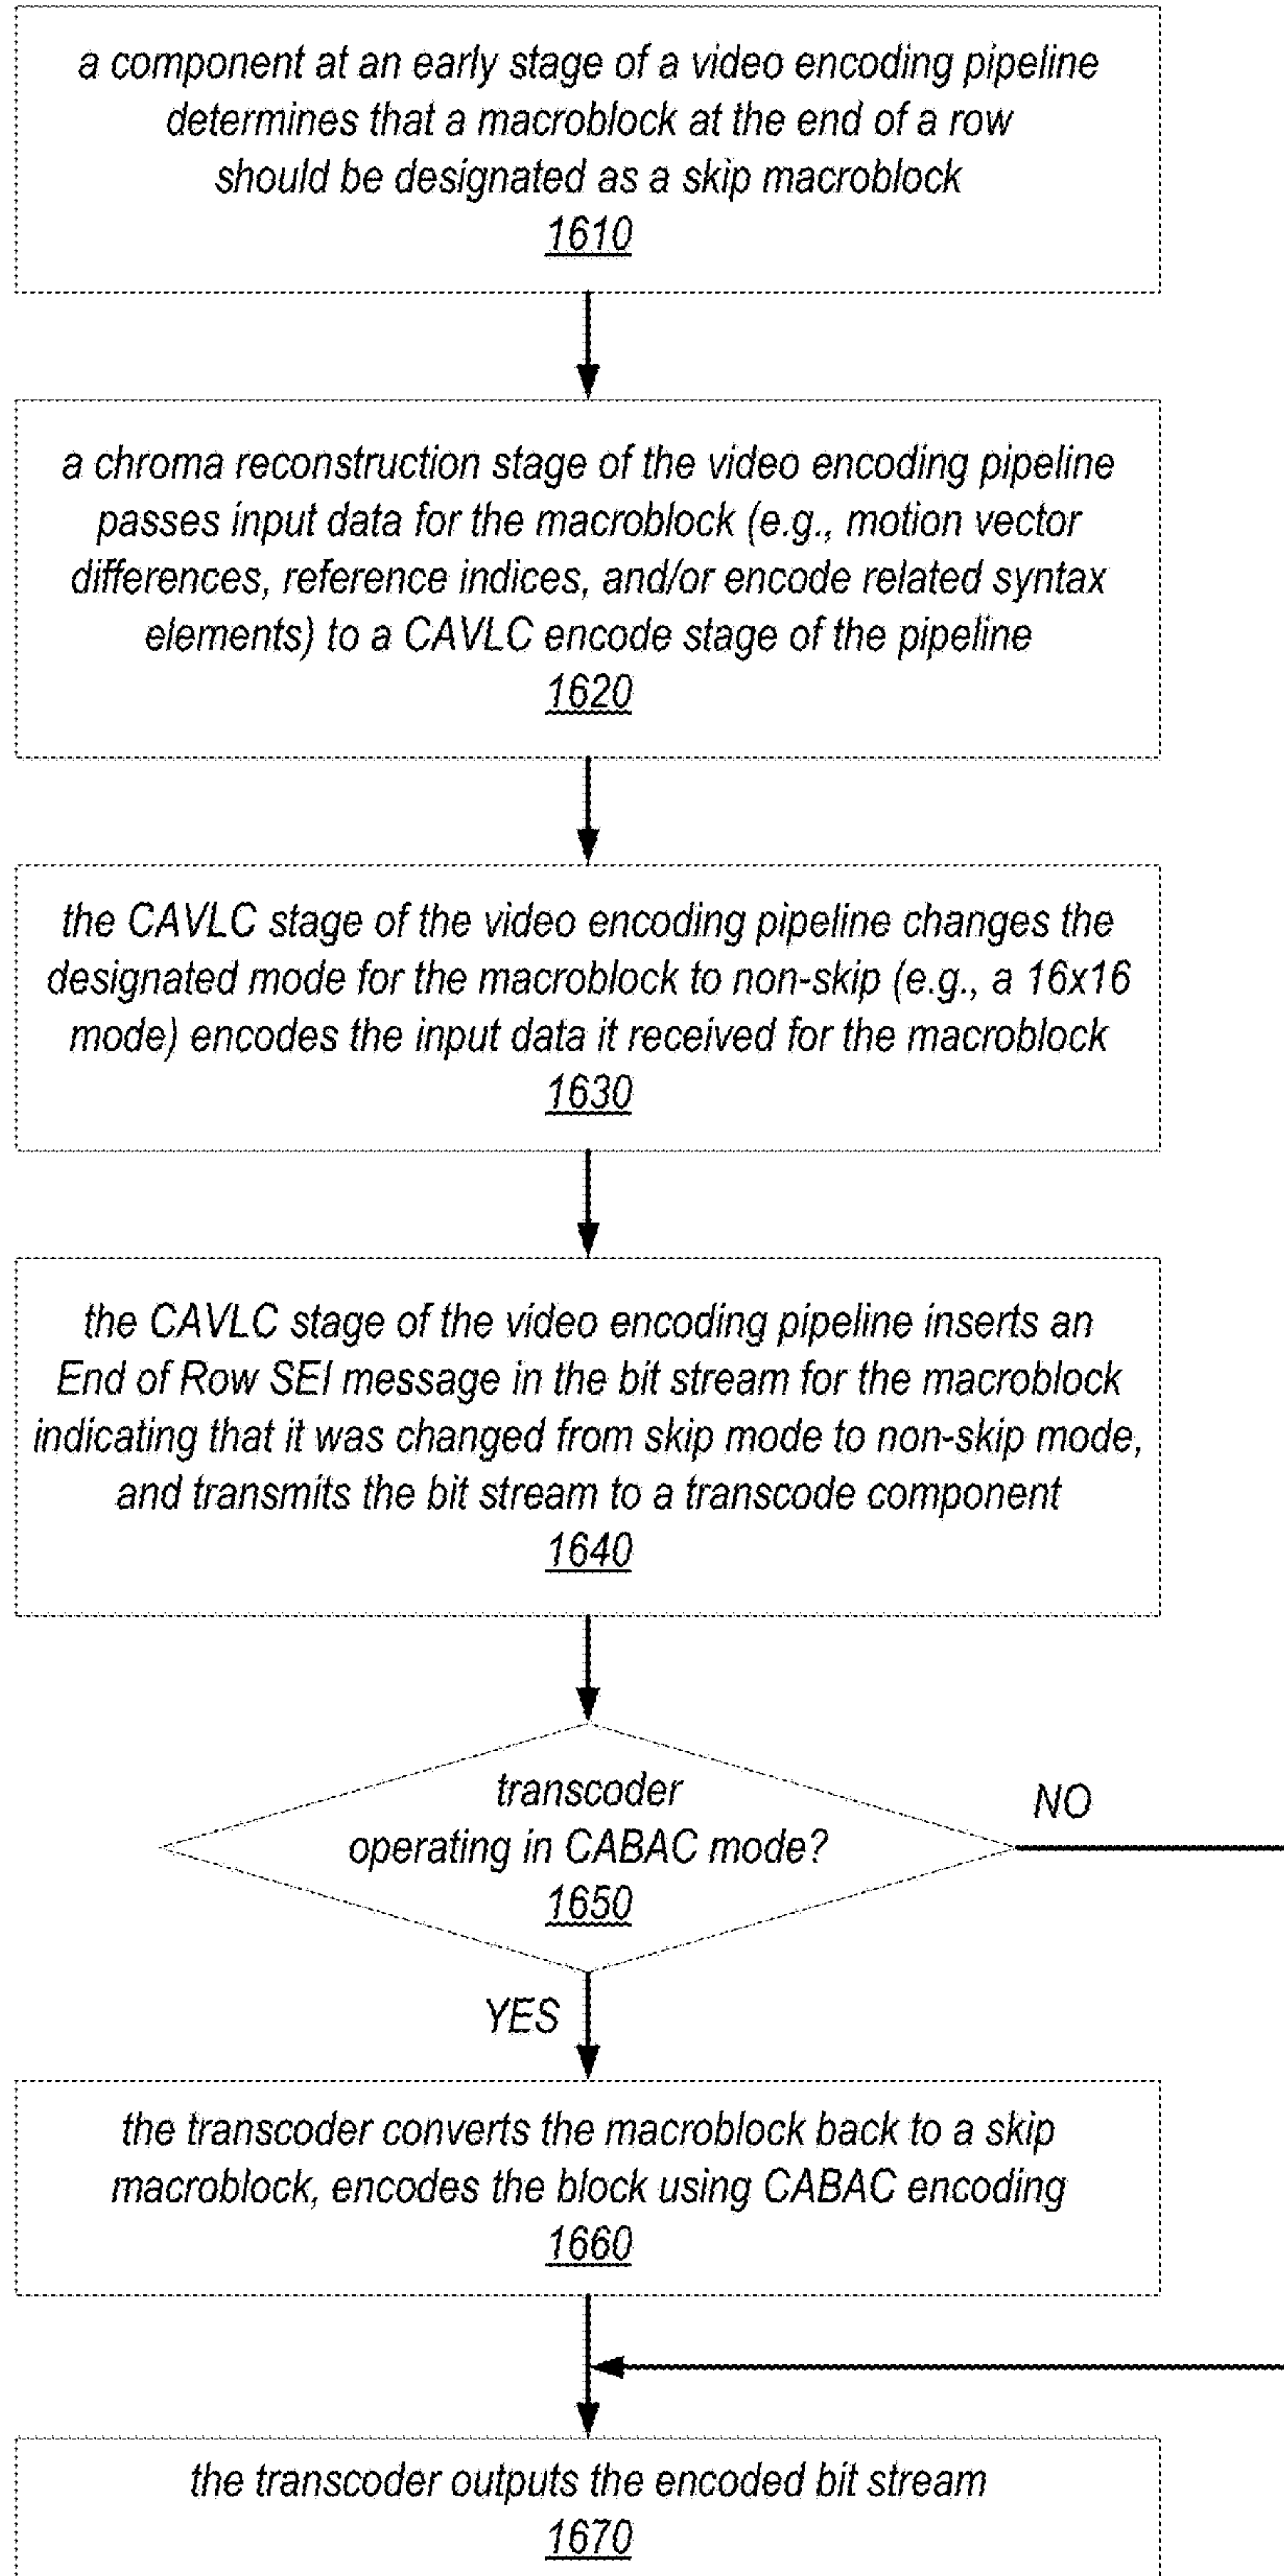 a component at an early stage of a video encoding pipeline
determines that a macroblock at the end of a row
should be designated as a skip macroblock
1610
a chroma reconstruction stage of the video encoding pipeline
passes input data for the macroblock (e.g., motion vector
differences, reference indices, and/or encode related syntax
elements) to a CAVLC encode stage of the pipeline
1620
the CAVLC stage of the video encoding pipeline changes the
designated mode for the macroblock to non-skip (e.g., a 16x16
mode) encodes the input data it received for the macroblock
1630
the CAVLC stage of the video encoding pipeline inserts an
End of Row SEI message in the bit stream for the macroblock
indicating that it was changed from skip mode to non-skip mode,
and transmits the bit stream to a transcode component
1640
transcoder
operating in CABAC mode?
1650
NO
YES
the transcoder converts the macroblock back to a skip
macroblock, encodes the block using CABAC encoding
1660
the transcoder outputs the encoded bit stream
1670